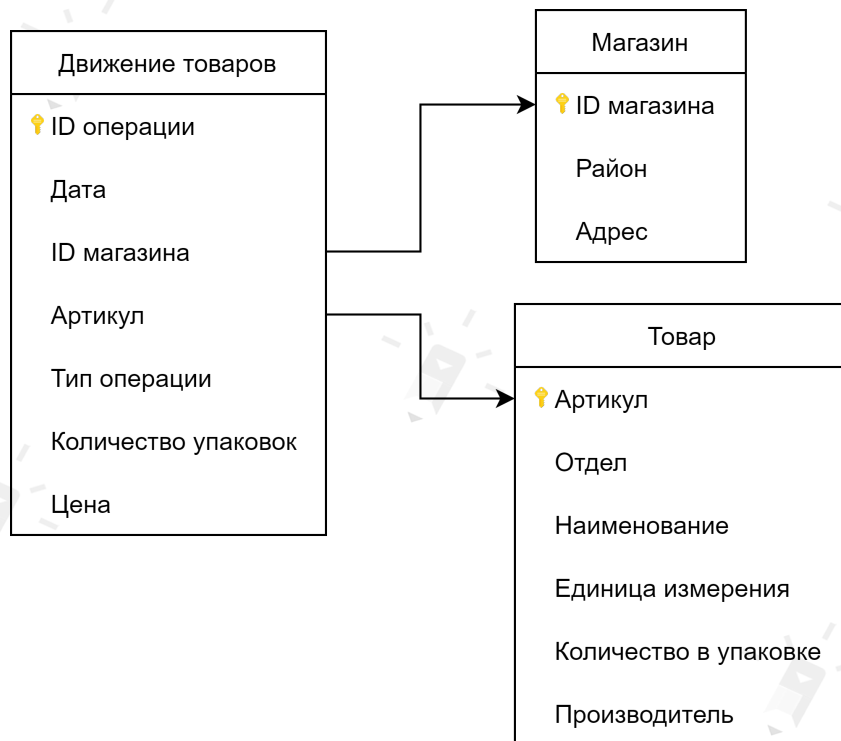 Движение товаров
ID операции
Дата
ID магазина
Артикул
Тип операции
Количество упаковок
Цена
Магазин
ID магазина
Район
Адрес
Товар
Артикул
Отдел
Наименование
Единица измерения
Количество в упаковке
Производитель